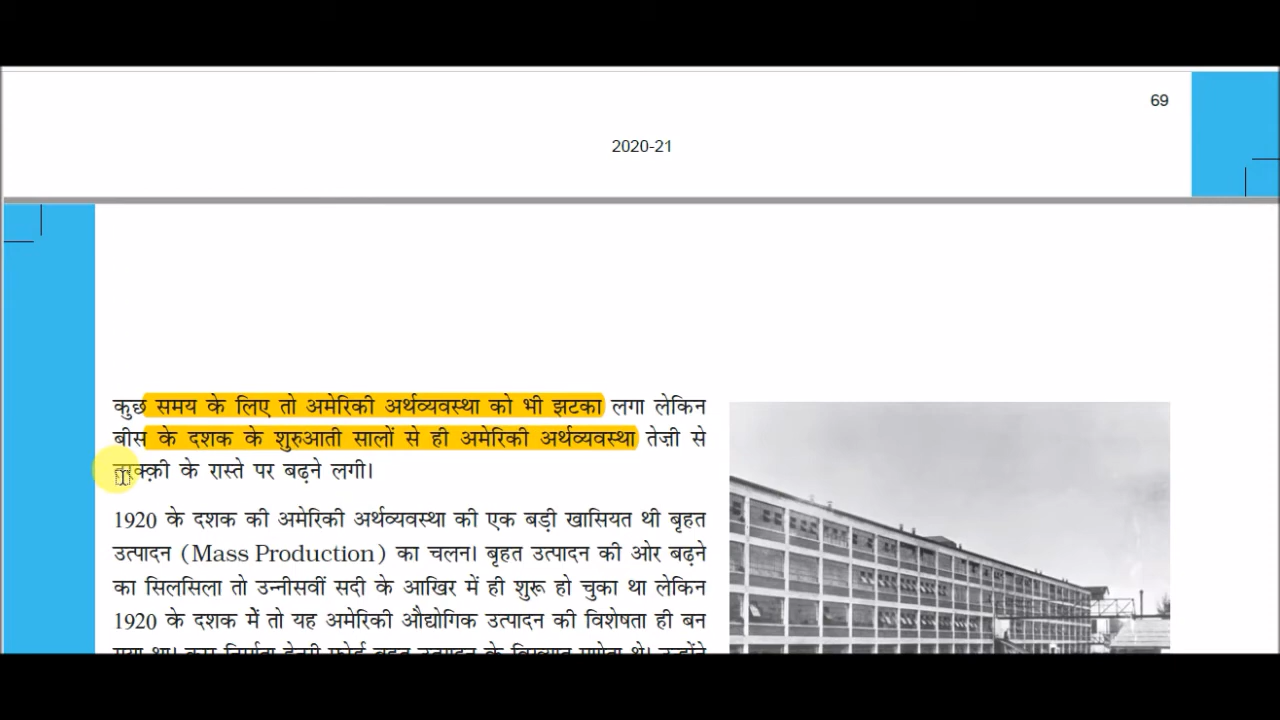 69
2020-21
कुछ समय के लिए तो अमेरिकी अर्थव्यवस्था को भी झटका लगा लेकिन
बीस के दशक के शुरुआती सालों से ही अमेरिकी अर्थव्यवस्था तेज़ी से
तरक्क़ी के रास्ते पर बढ़ने लगी।
1920 के दशक की अमेरिकी अर्थव्यवस्था की एक बड़ी खासियत थी बृहत
उत्पादन (Mass Production) का चलन। बृहत उत्पादन की ओर बढ़ने
का सिलसिला तो उन्नीसवीं सदी के आखिर में ही शुरू हो चुका था लेकिन
1920 के दशक में तो यह अमेरिकी औद्योगिक उत्पादन की विशेषता ही बन